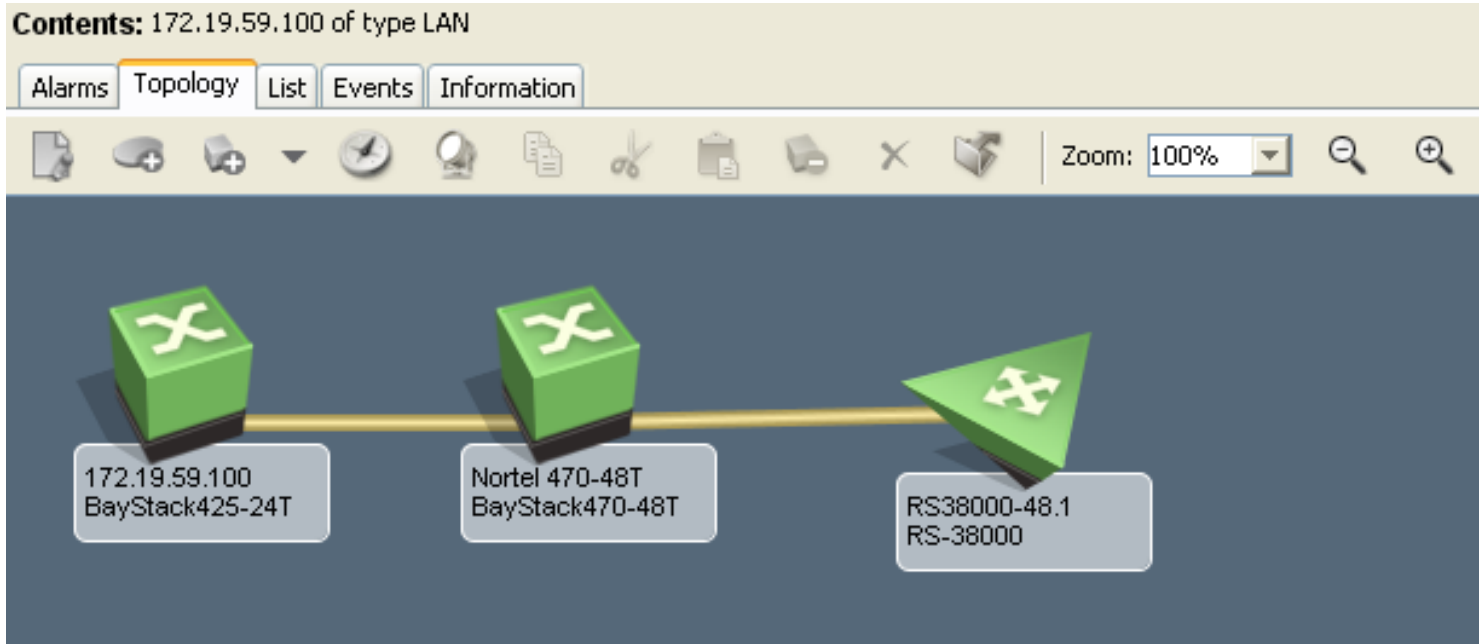 Contents: 172.19.59.100 of type LAN
Alarms Topology List Events Information
Zoom: 100%
172.19.59.100
BayStack425-24T
Nortel 470-48T
BayStack470-48T
RS38000-48.1
RS-38000